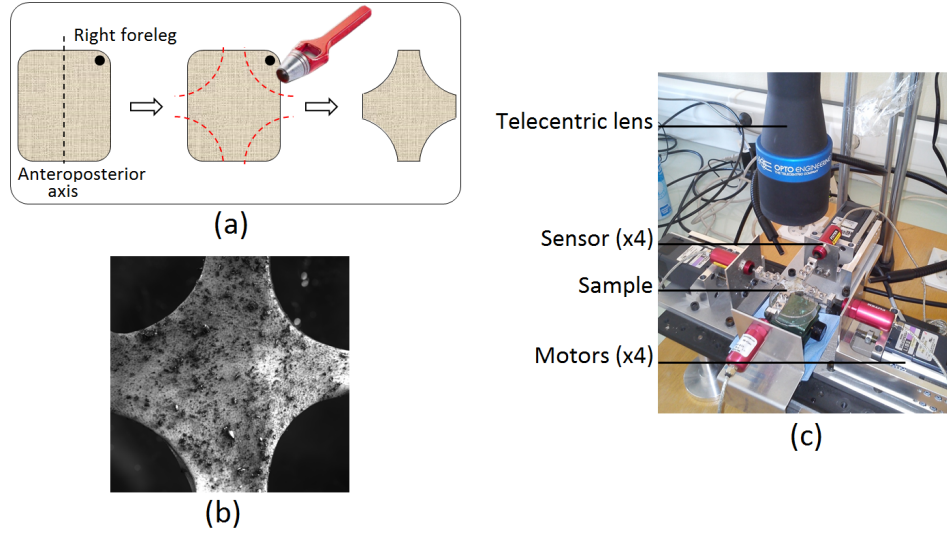 Right foreleg
Anteroposterior
axis
(a)
(b)
Telecentric lens
Sensor (x4)
Sample
Motors (x4)
OPTO ENGINEERING
(c)